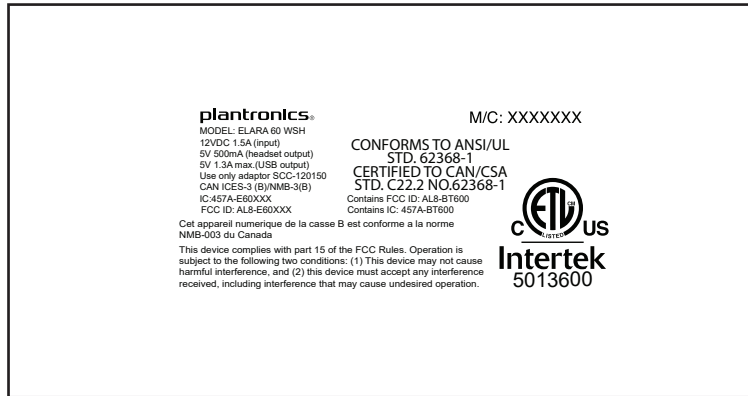 plantronics®
M/C: XXXXXXX
MODEL: ELARA 60 WSH
12VDC 1.5A (input)
5V 500mA (headset output)
5V 1.3A max.(USB output)
Use only adaptor SCC-120150
CAN ICES-3 (B)/NMB-3(B)
IC:457A-E60XXX
FCC ID: AL8-E60XXX
CONFORMS TO ANSI/UL
STD. 62368-1
CERTIFIED TO CAN/CSA
STD. C22.2 NO.62368-1
Contains FCC ID: AL8-BT600
Contains IC: 457A-BT600
Cet appareil numerique de la casse B est conforme a la norme
NMB-003 du Canada
This device complies with part 15 of the FCC Rules. Operation is
subject to the following two conditions: (1) This device may not cause
harmful interference, and (2) this device must accept any interference
received, including interference that may cause undesired operation.
ETL CM
C LISTED US
Intertek
5013600